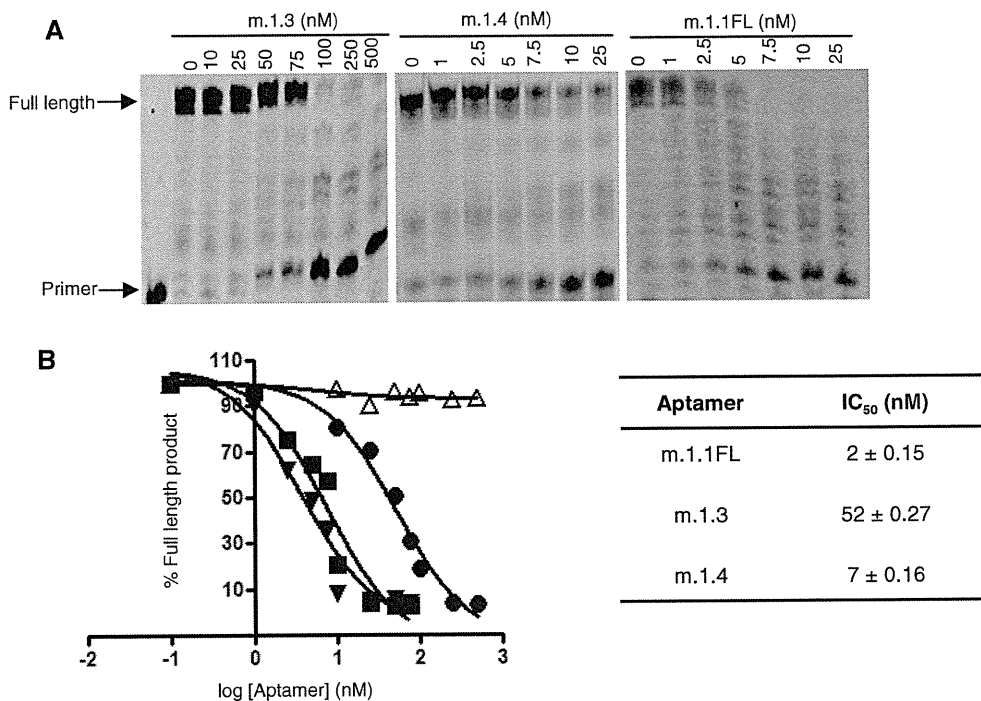 A
m.1.3 (nM)
m.1.4 (nM)
m.1.1FL (nM)
0 10 25 50 75 100 250 500
0 1 2.5 5 7.5 10 25
0 1 2.5 5 7.5 10 25
Full length
Primer
B
110
90
70
50
30
10
% Full length product
-2 -1 0 1 2 3
log [Aptamer] (nM)
Aptamer IC50 (nM)
m.1.1FL 2 ± 0.15
m.1.3 52 ± 0.27
m.1.4 7 ± 0.16